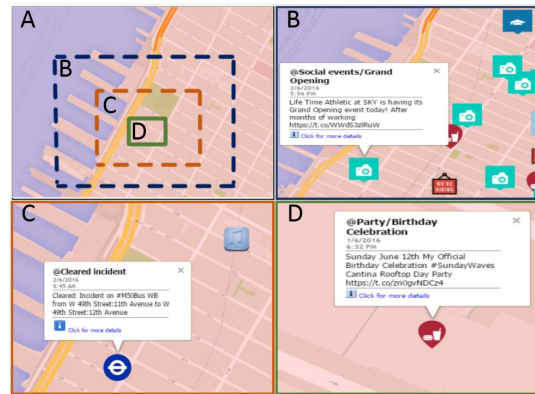 A
B
C
D
B
@Social events/Grand
Opening
2/6/2016
5:56 PM
Life Time Athletic at SKY is having its
Grand Opening event today! After
months of working
https://t.co/WWdSJzlRuW
Click for more details
WE'RE
HIRING
C
@Cleared incident
2/6/2016
6:45 AM
Cleared: Incident on #M50Bus WB
from W 49th Street:11th Avenue to W
49th Street:12th Avenue
Click for more details
D
@Party/Birthday
Celebration
1/6/2016
6:32 PM
Sunday June 12th My Official
Birthday Celebration #SundayWaves
Cantina Rooftop Day Party
https://t.co/zn0gvNDCz4
Click for more details